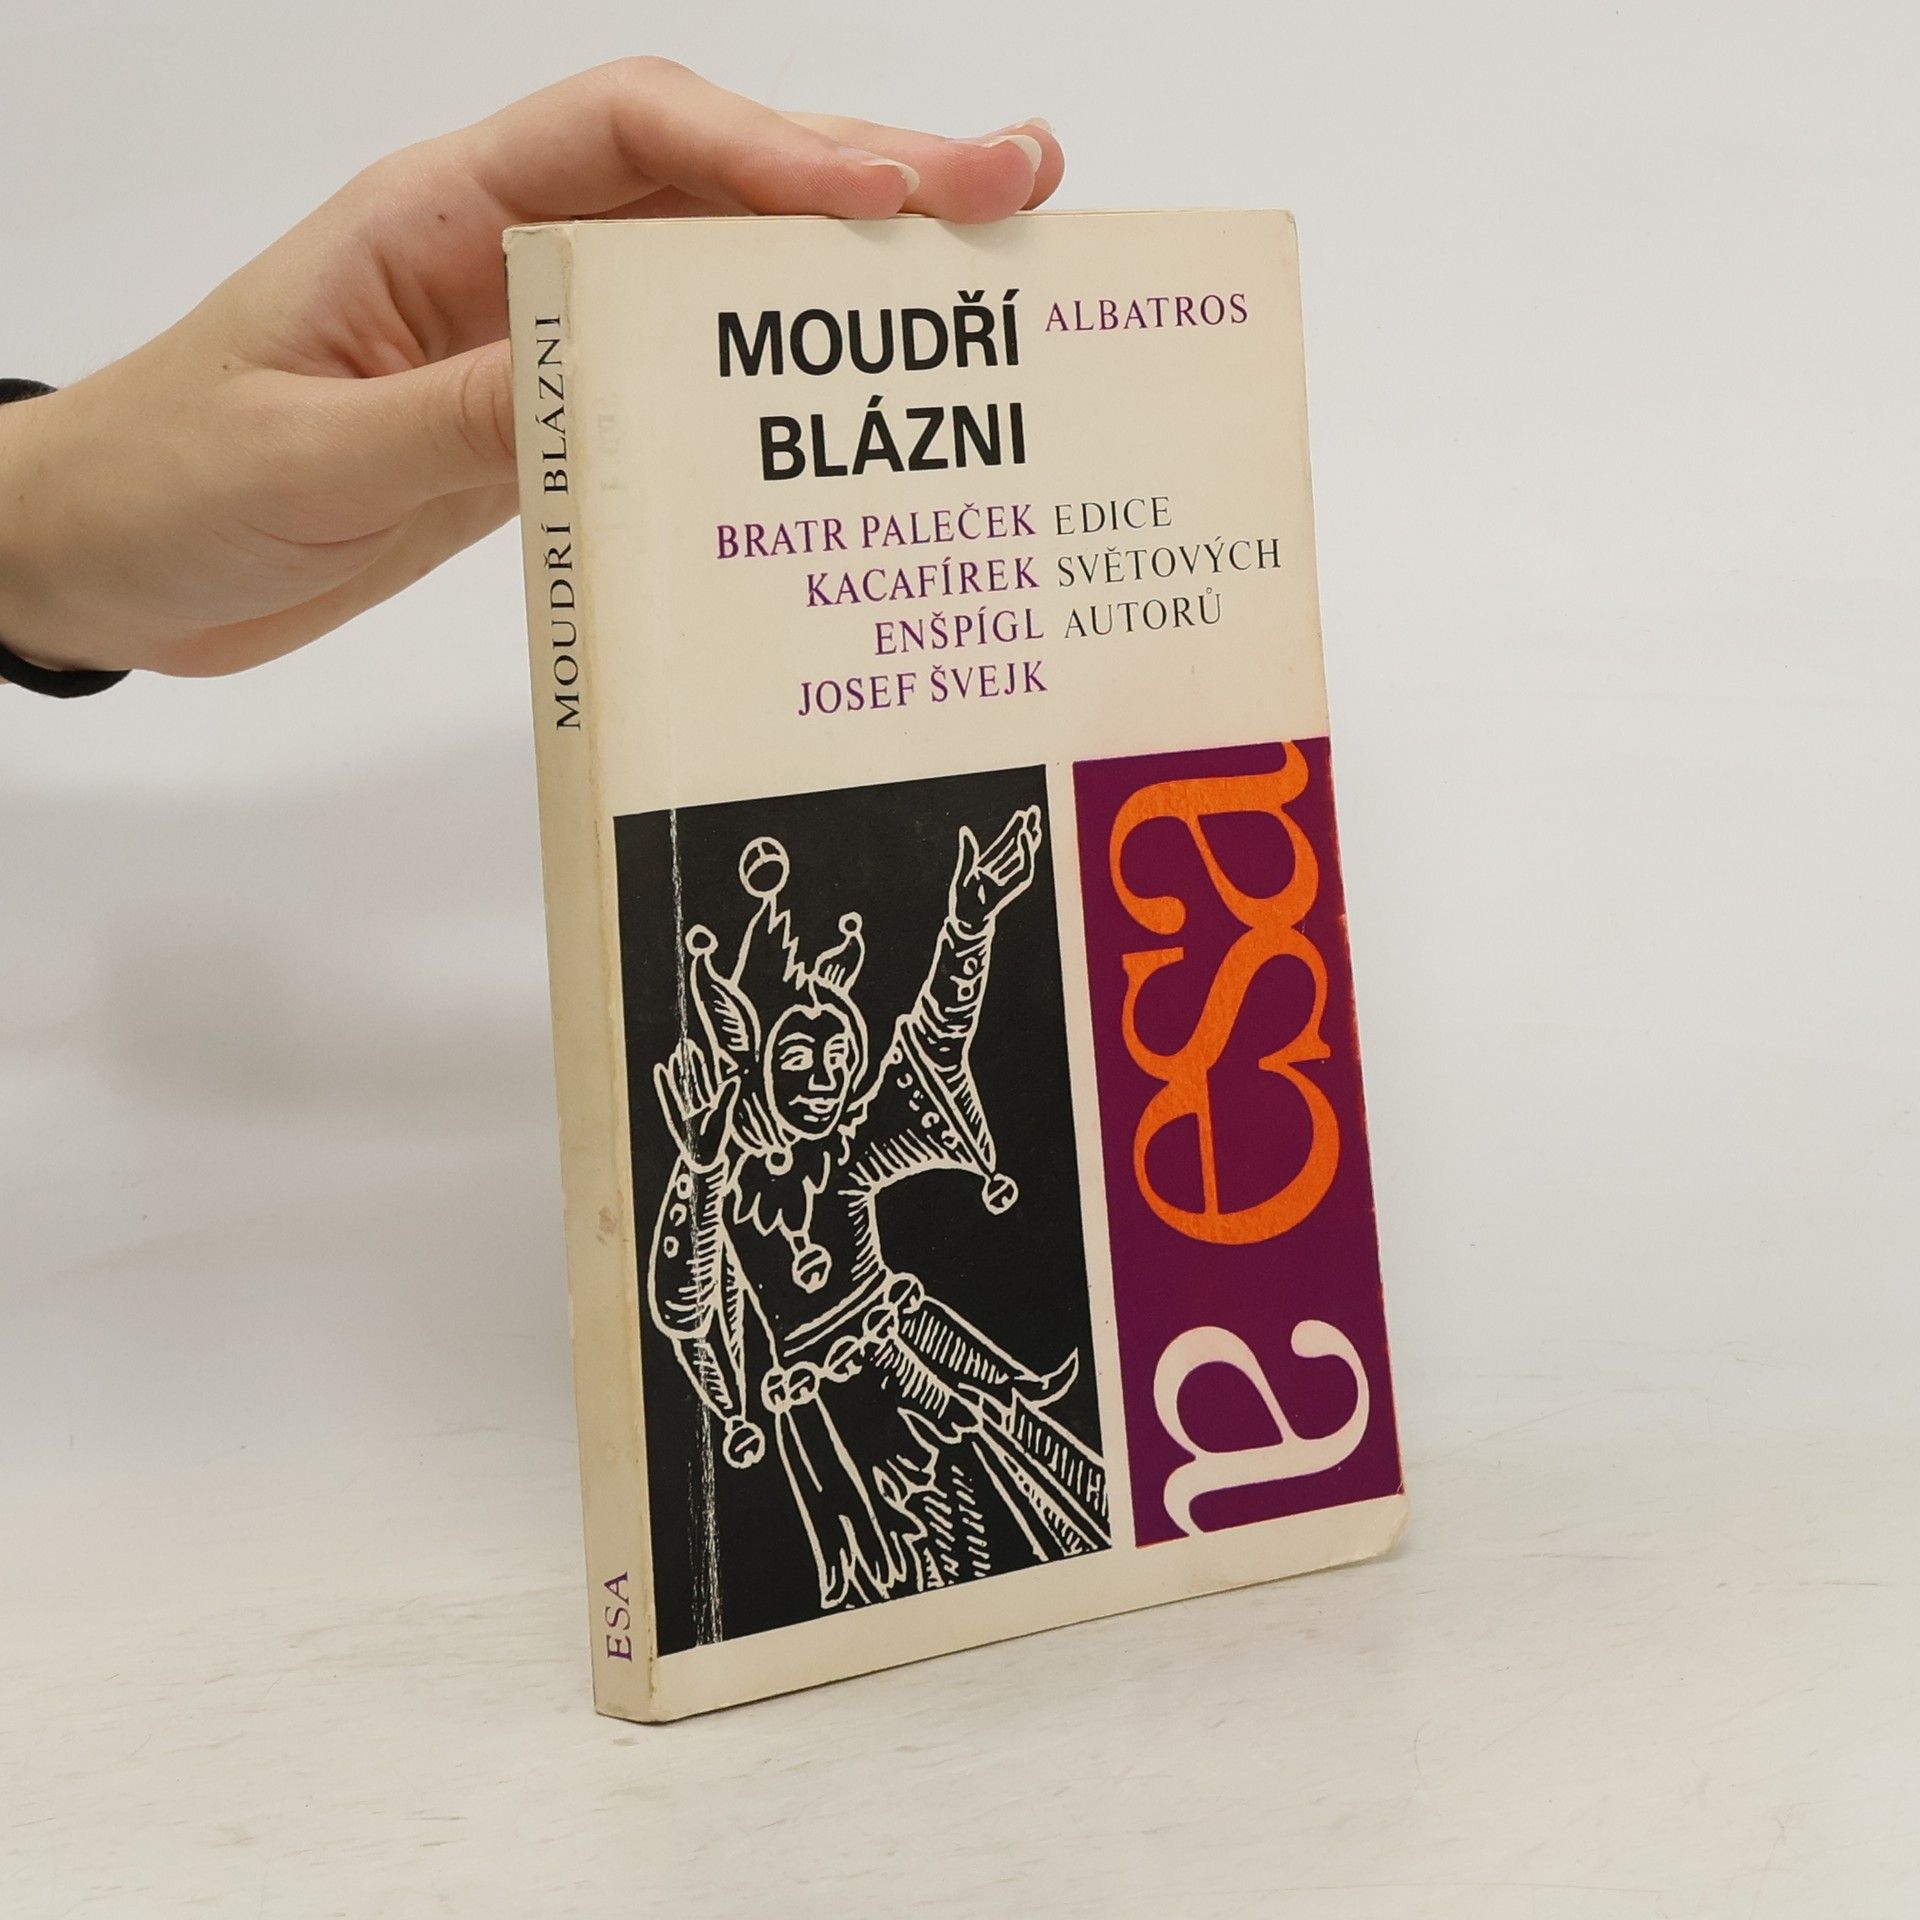 MOUDŘÍ BLÁZNI
ESA
MOUDŘÍ
BLÁZNI
ALBATROS
BRATR PALEČEK
KACAFÍREK
ENŠPÍGL
JOSEF ŠVEJK
EDICE
SVĚTOVÝCH
AUTORŮ
a esa